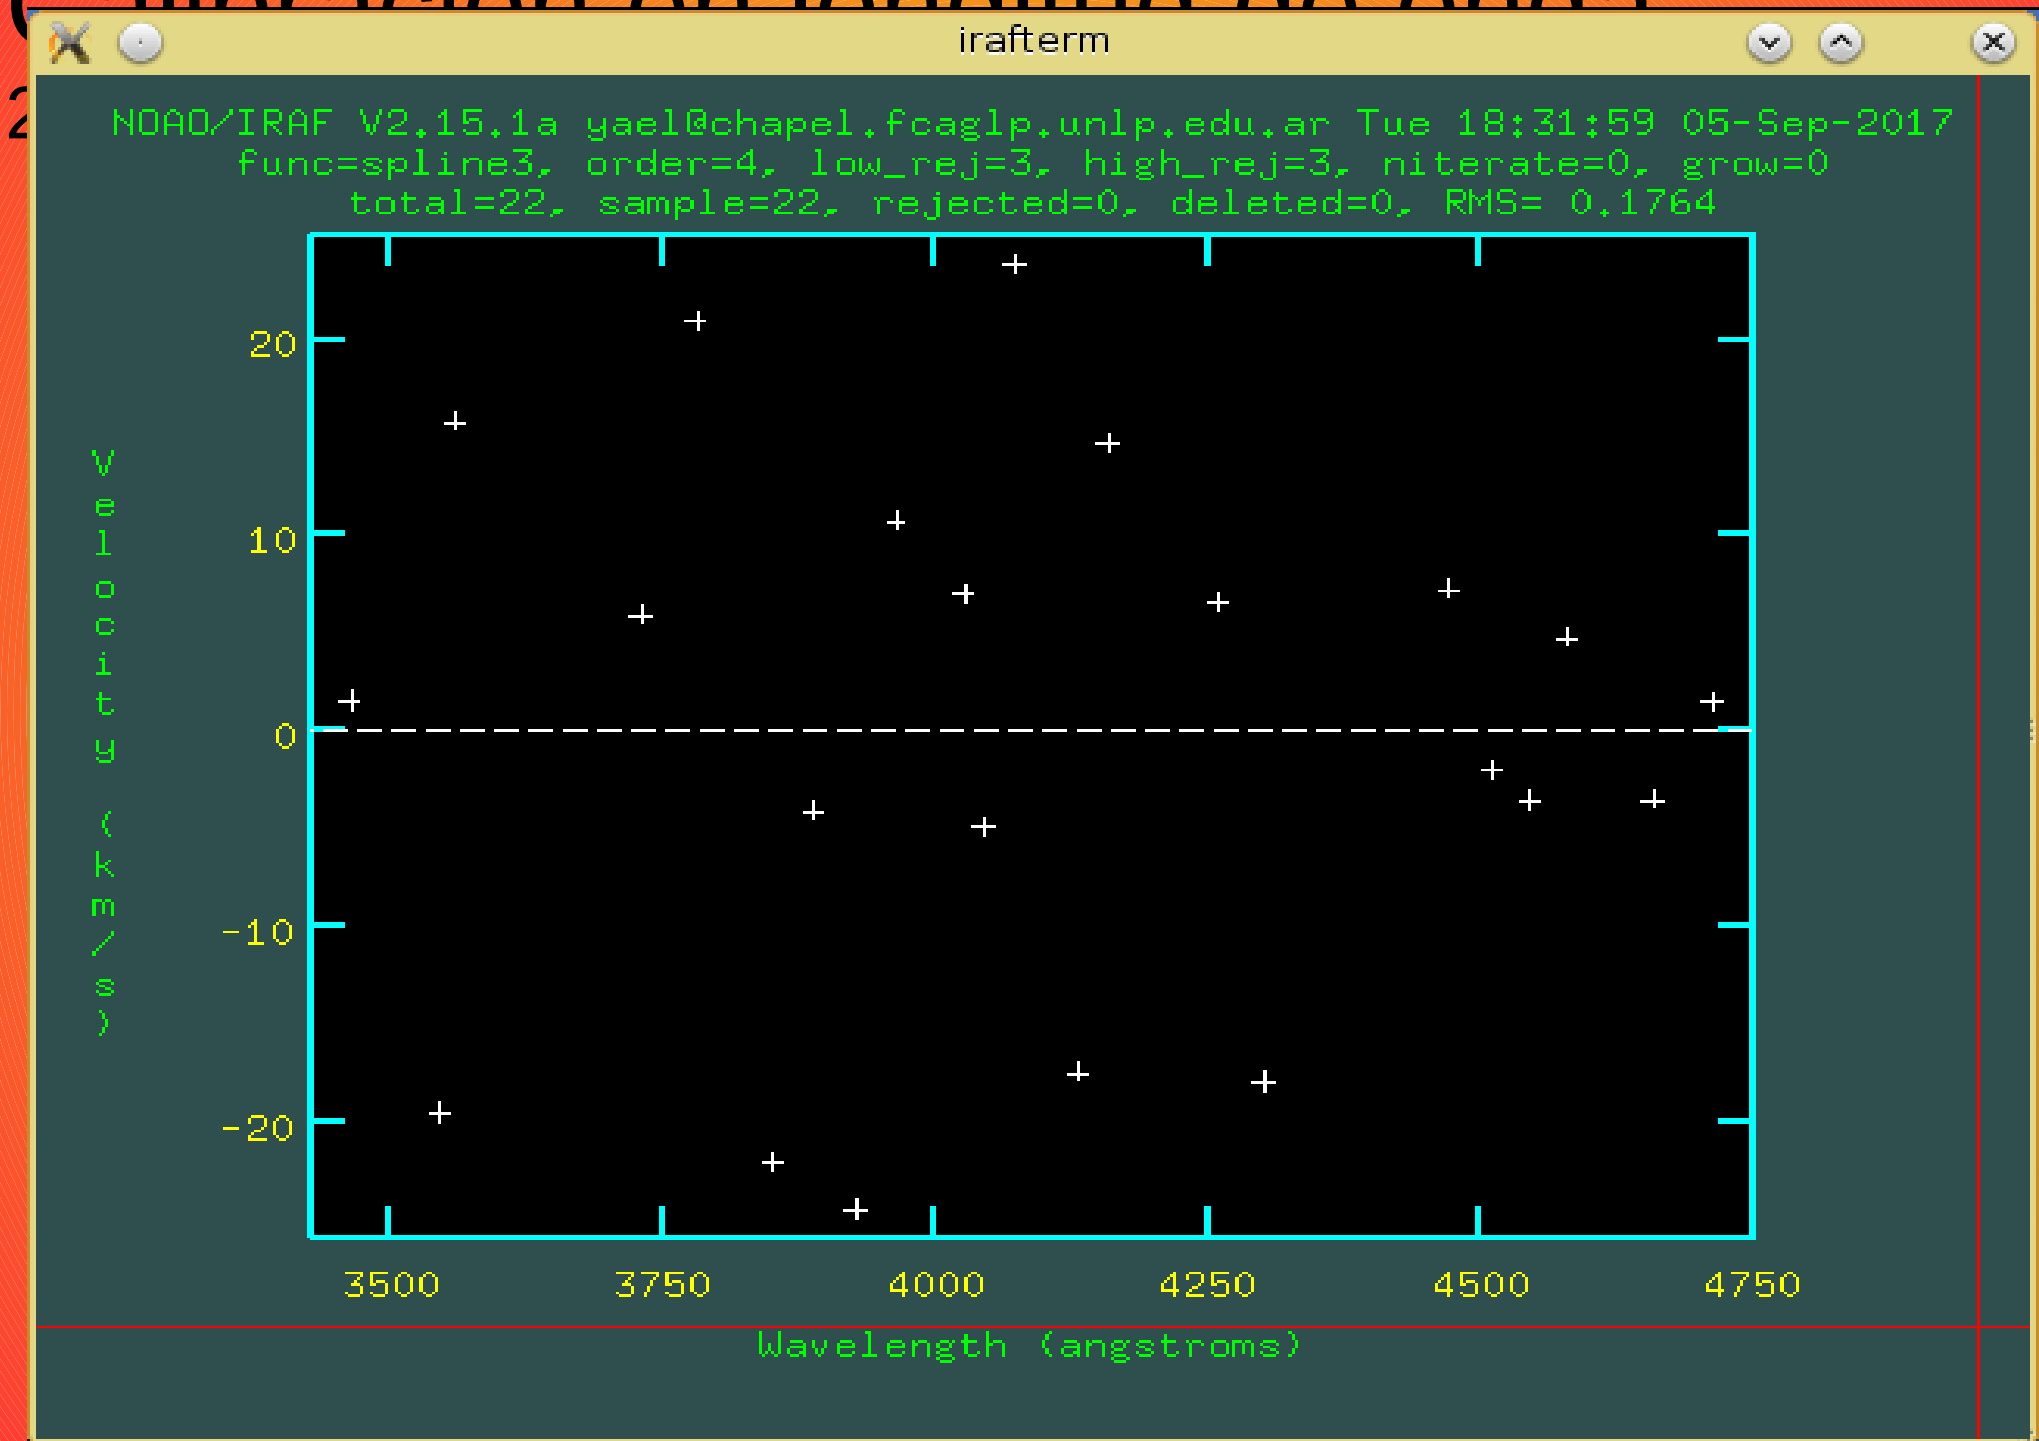 irafterm
NOAO/IRAF V2.15.1a yael@chapel.fcaglp.unlp.edu.ar Tue 18:31:59 05-Sep-2017
func=spline3, order=4, low_rej=3, high_rej=3, niterate=0, grow=0
total=22, sample=22, rejected=0, deleted=0, RMS= 0.1764
Velocity (km/s)
20
10
0
-10
-20
3500 3750 4000 4250 4500 4750
Wavelength (angstroms)